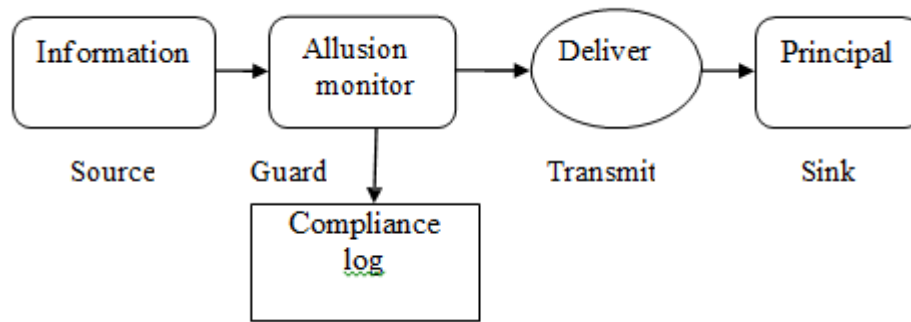 Information
Allusion
monitor
Deliver
Principal
Source
Guard
Transmit
Sink
Compliance
log